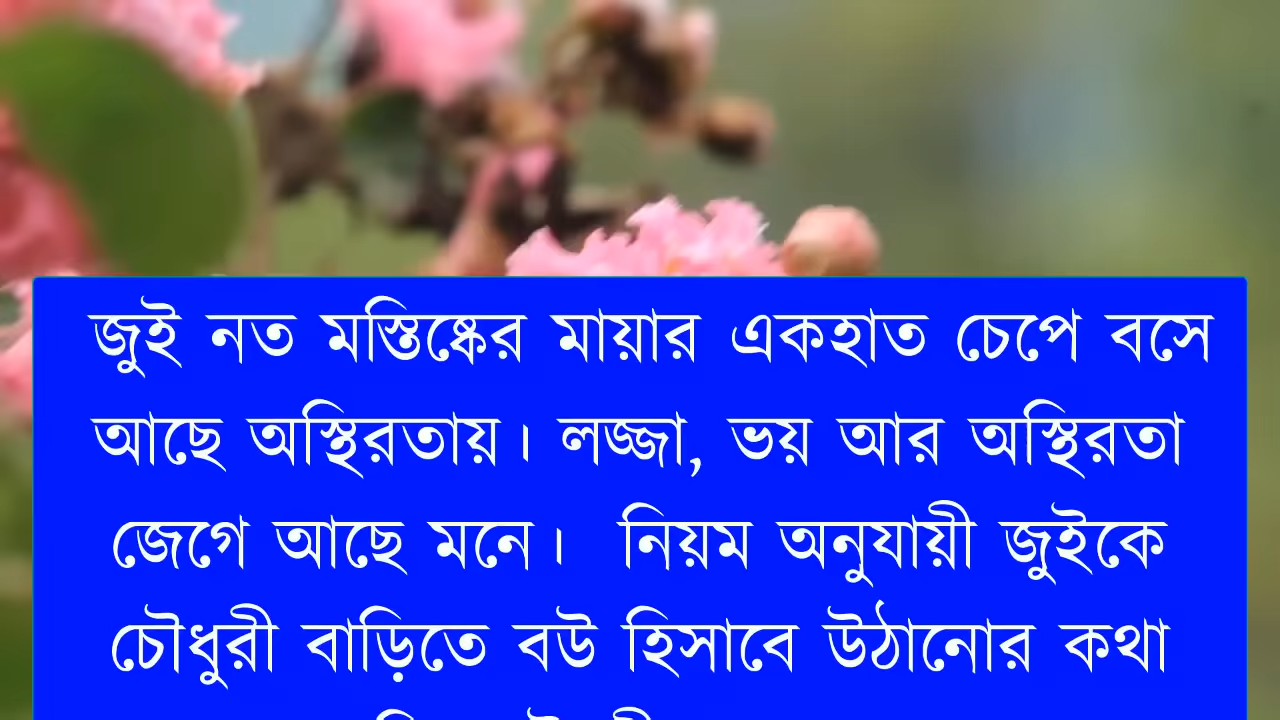 জুই নত মস্তিষ্কের মায়ার একহাত চেপে বসে
আছে অস্থিরতায়। লজ্জা, ভয় আর অস্থিরতা
জেগে আছে মনে।  নিয়ম অনুযায়ী জুইকে
চৌধুরী বাড়িতে বউ হিসাবে উঠানোর কথা